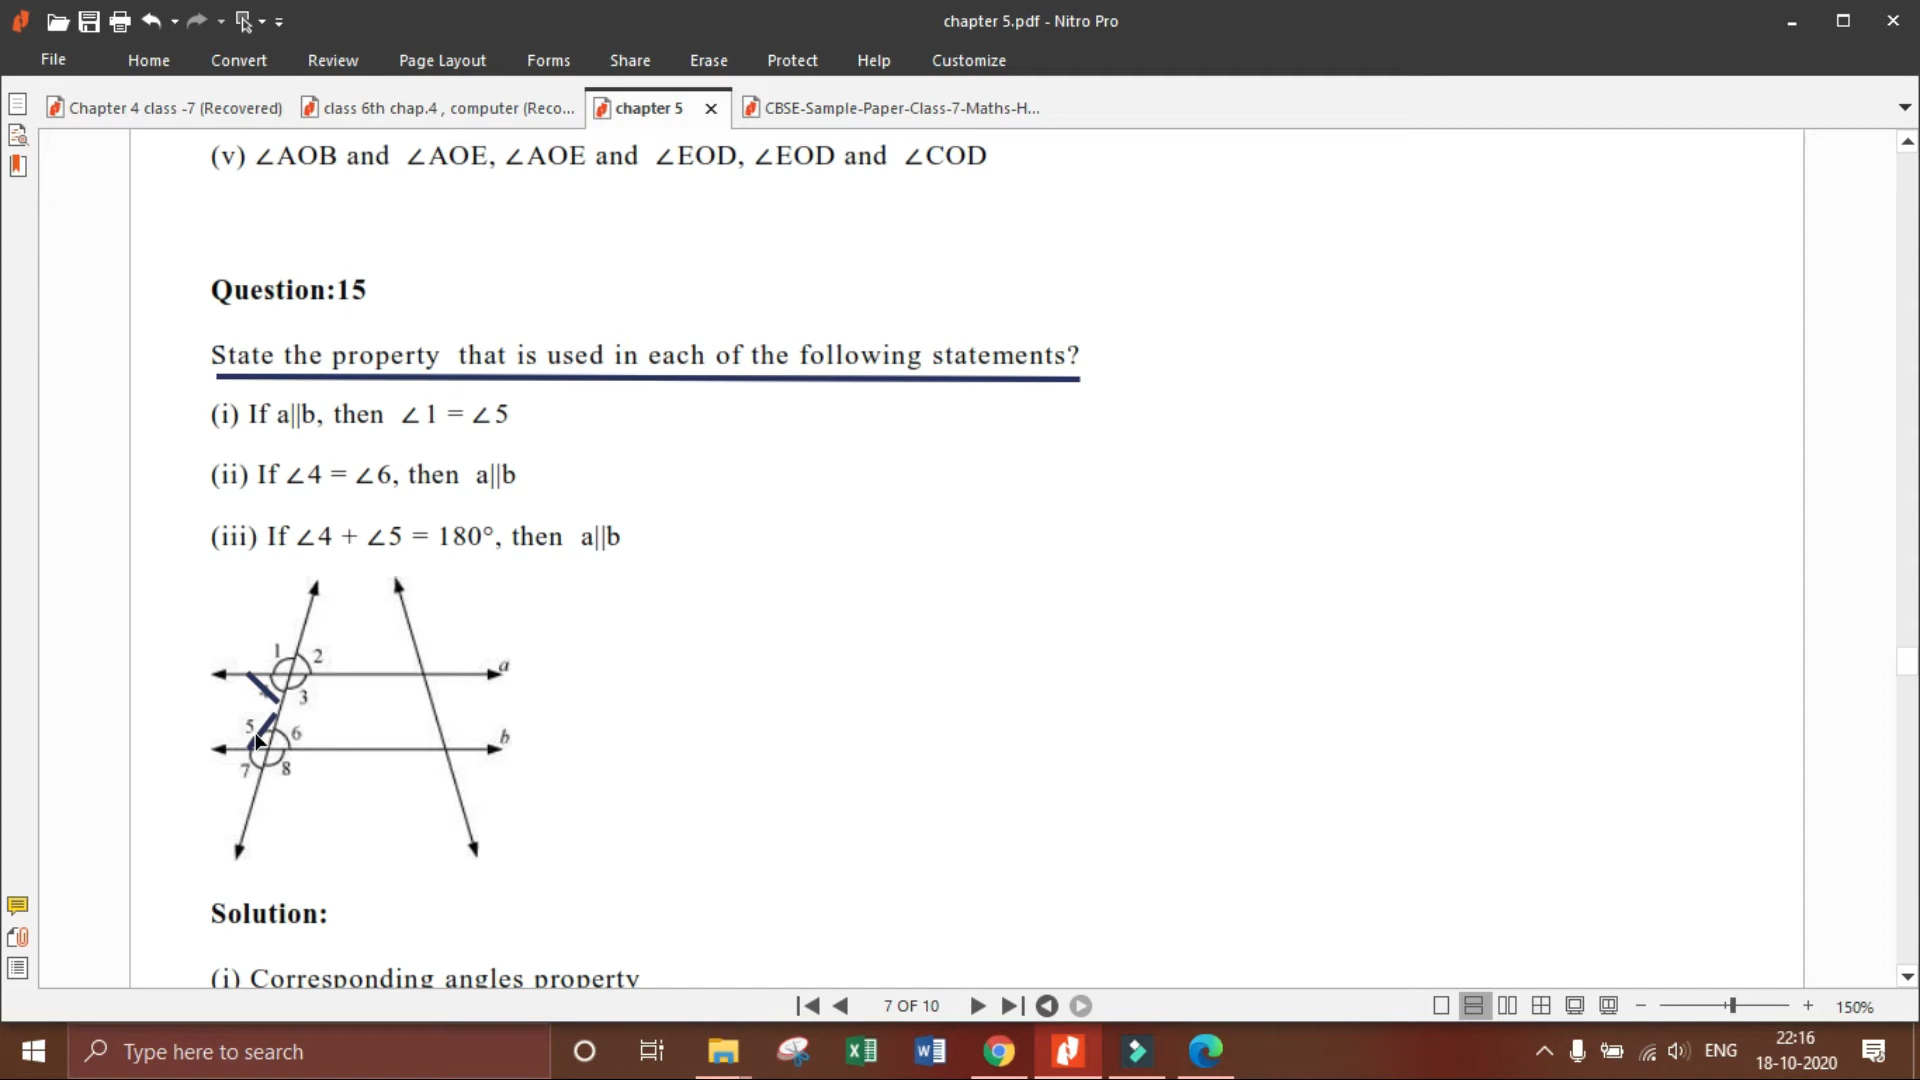 chapter 5.pdf - Nitro Pro
File Home Convert Review Page Layout Forms Share Erase Protect Help Customize
Chapter 4 class -7 (Recovered) class 6th chap.4 , computer (Reco... chapter 5 CBSE-Sample-Paper-Class-7-Maths-H...
(v) ∠AOB and ∠AOE, ∠AOE and ∠EOD, ∠EOD and ∠COD
Question:15
State the property that is used in each of the following statements?
(i) If a||b, then ∠1 = ∠5
(ii) If ∠4 = ∠6, then a||b
(iii) If ∠4 + ∠5 = 180°, then a||b
1 2
a
3
5 6
b
7 8
Solution:
(i) Corresponding angles property
7 OF 10
150%
Type here to search
ENG
22:16
18-10-2020